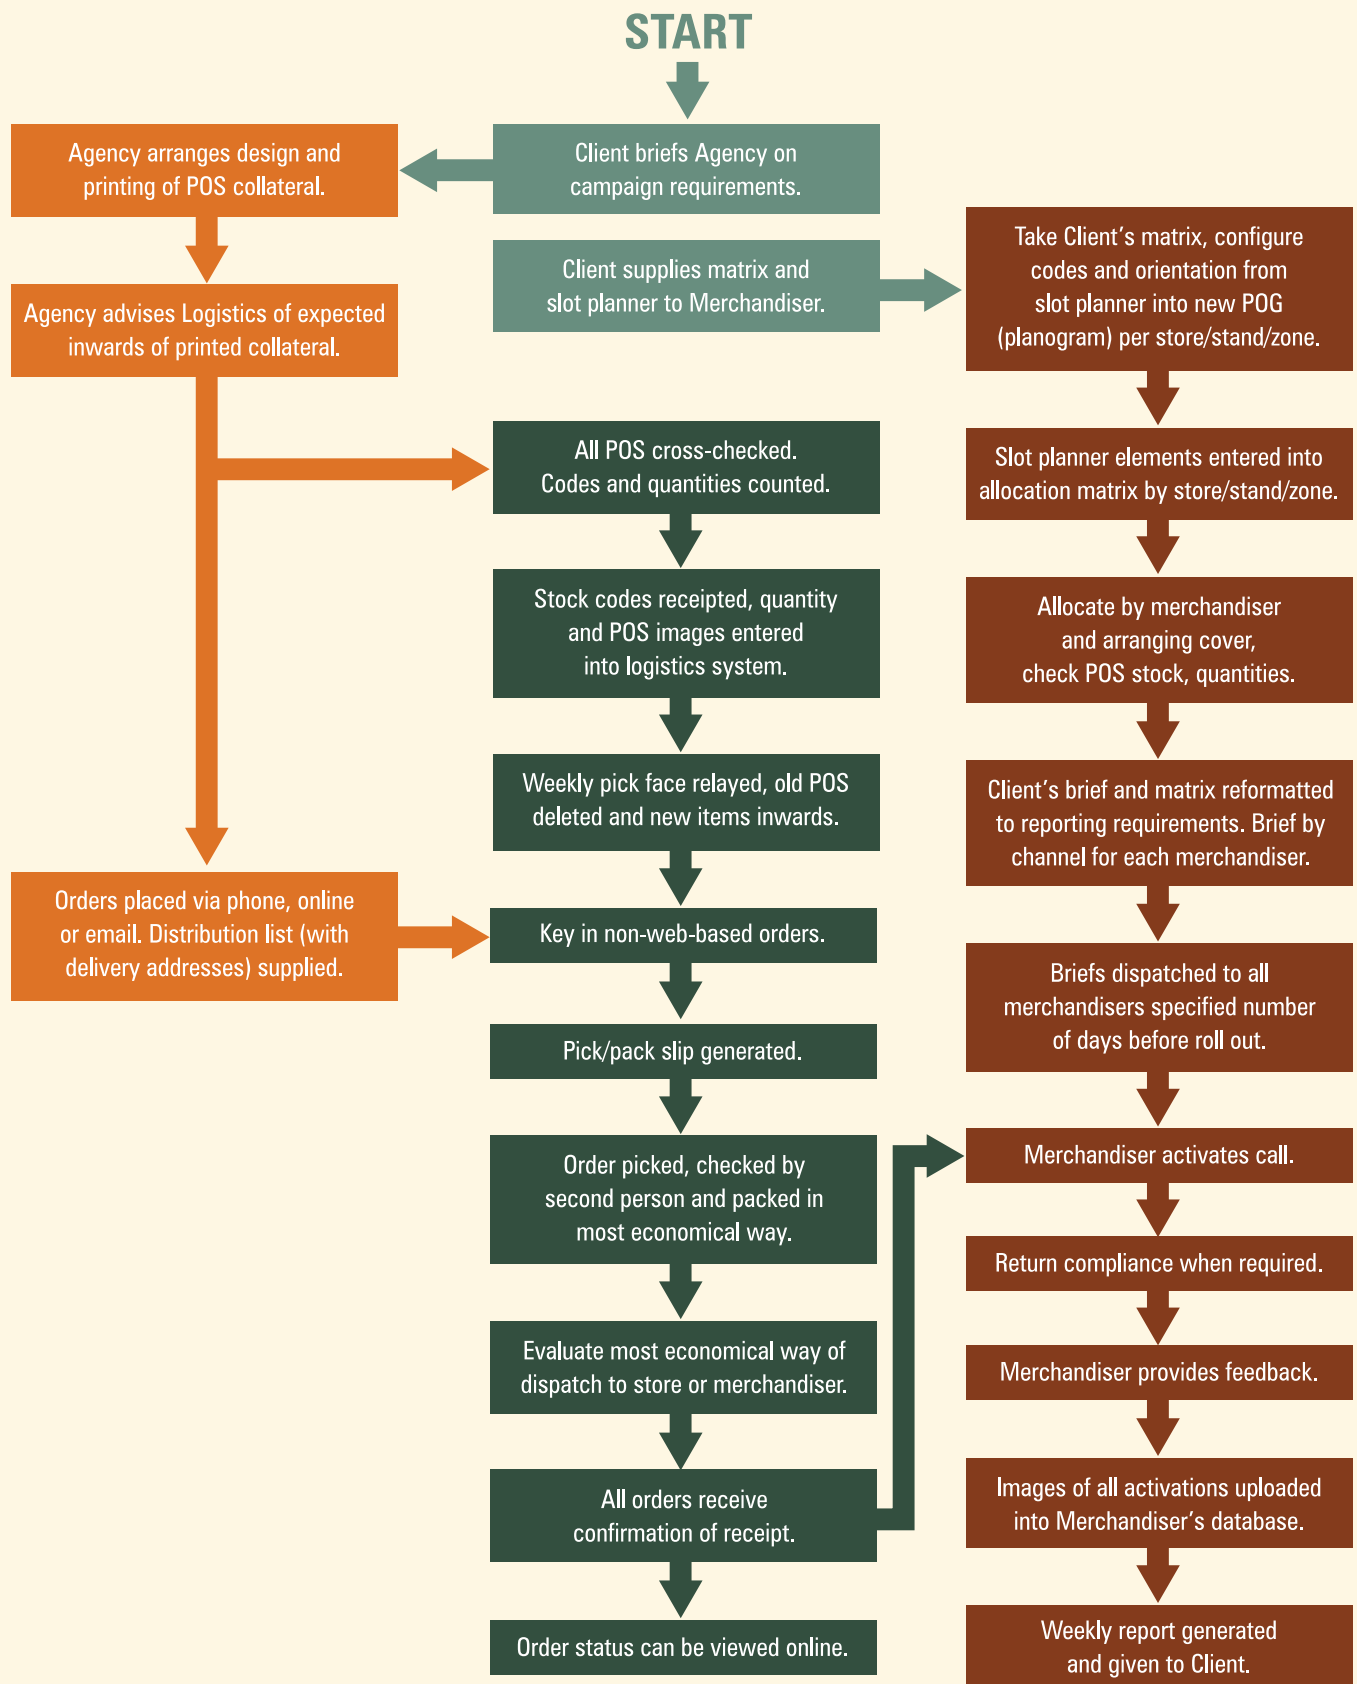 START
Client briefs Agency on
campaign requirements.
Client supplies matrix and
slot planner to Merchandiser.
Agency arranges design and
printing of POS collateral.
Agency advises Logistics of expected
inwards of printed collateral.
Orders placed via phone, online
or email. Distribution list (with
delivery addresses) supplied.
All POS cross-checked.
Codes and quantities counted.
Stock codes receipted, quantity
and POS images entered
into logistics system.
Weekly pick face relayed, old POS
deleted and new items inwards.
Key in non-web-based orders.
Pick/pack slip generated.
Order picked, checked by
second person and packed in
most economical way.
Evaluate most economical way of
dispatch to store or merchandiser.
All orders receive
confirmation of receipt.
Order status can be viewed online.
Take Client’s matrix, configure
codes and orientation from
slot planner into new POG
(planogram) per store/stand/zone.
Slot planner elements entered into
allocation matrix by store/stand/zone.
Allocate by merchandiser
and arranging cover,
check POS stock, quantities.
Client’s brief and matrix reformatted
to reporting requirements. Brief by
channel for each merchandiser.
Briefs dispatched to all
merchandisers specified number
of days before roll out.
Merchandiser activates call.
Return compliance when required.
Merchandiser provides feedback.
Images of all activations uploaded
into Merchandiser’s database.
Weekly report generated
and given to Client.